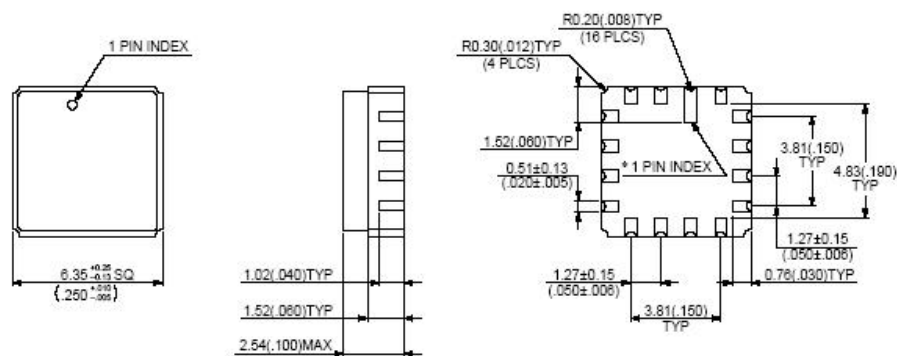 1 PIN INDEX
6.35 +0.25 -0.13 SQ
(.250 +.010 -.005)
1.02(.040)TYP
1.52(.060)TYP
2.54(.100)MAX
R0.20(.008)TYP
(16 PLCS)
R0.30(.012)TYP
(4 PLCS)
1.52(.060)TYP
0.51±0.13
(.020±.005)
* 1 PIN INDEX
3.81(.150)
TYP
4.83(.190)
TYP
1.27±0.15
(.050±.006)
0.76(.030)TYP
1.27±0.15
(.050±.006)
3.81(.150)
TYP